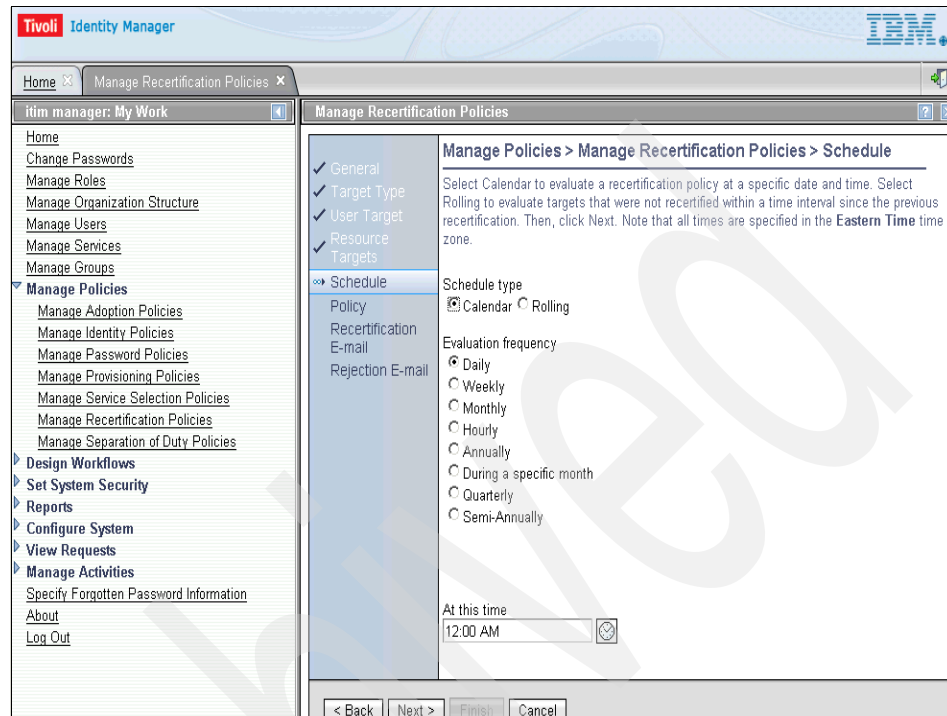 Tivoli Identity Manager
IBM.
Home
Manage Recertification Policies
itim manager: My Work
Home
Change Passwords
Manage Roles
Manage Organization Structure
Manage Users
Manage Services
Manage Groups
Manage Policies
Manage Adoption Policies
Manage Identity Policies
Manage Password Policies
Manage Provisioning Policies
Manage Service Selection Policies
Manage Recertification Policies
Manage Separation of Duty Policies
Design Workflows
Set System Security
Reports
Configure System
View Requests
Manage Activities
Specify Forgotten Password Information
About
Log Out
Manage Recertification Policies
?
General
Target Type
User Target
Resource
Targets
Schedule
Policy
Recertification
E-mail
Rejection E-mail
Manage Policies > Manage Recertification Policies > Schedule
Select Calendar to evaluate a recertification policy at a specific date and time. Select
Rolling to evaluate targets that were not recertified within a time interval since the previous
recertification. Then, click Next. Note that all times are specified in the Eastern Time time
zone.
Schedule type
Calendar Rolling
Evaluation frequency
Daily
Weekly
Monthly
Hourly
Annually
During a specific month
Quarterly
Semi-Annually
At this time
12:00 AM
< Back Next > Finish Cancel